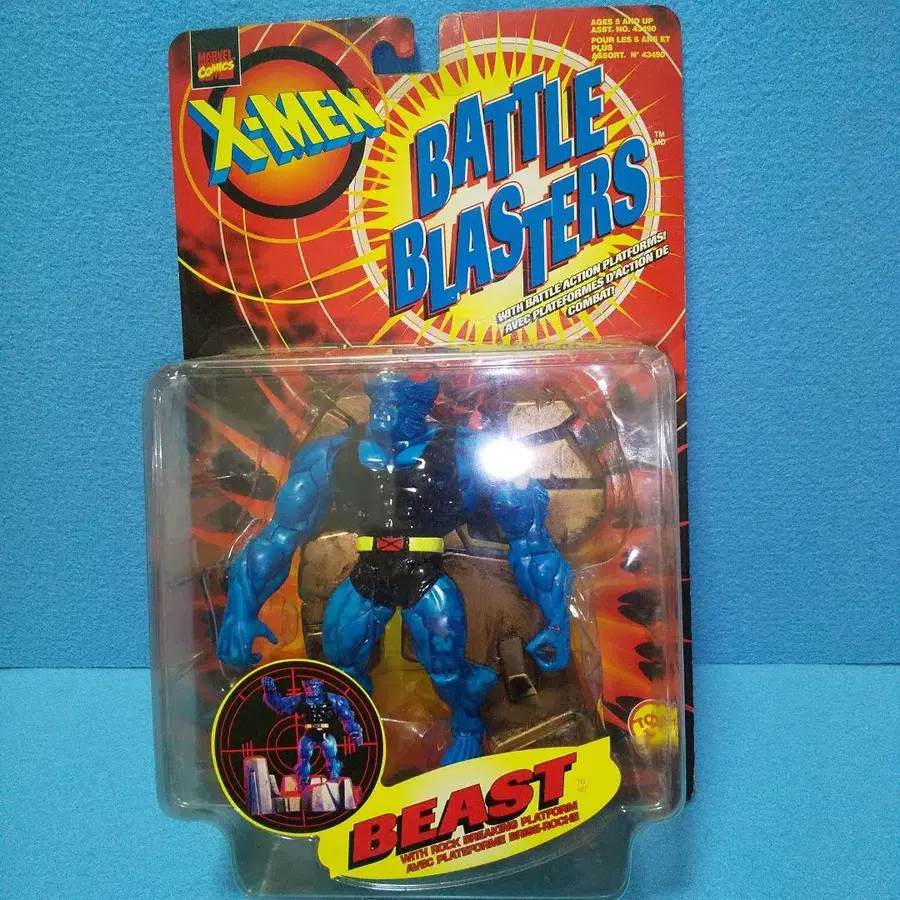 MARVEL
COMICS
X-MEN
BATTLE
BLASTERS
TM
MD
AGES 5 AND UP
ASST. NO. 43490
POUR LES 5 ANS ET
PLUS
ASSORT. N° 43490
WITH BATTLE ACTION PLATFORMS!
AVEC PLATEFORMES D'ACTION DE
COMBAT!
BEAST
TM
MD
WITH ROCK BREAKING PLATFORM
AVEC PLATEFORME BRISE-ROCHE